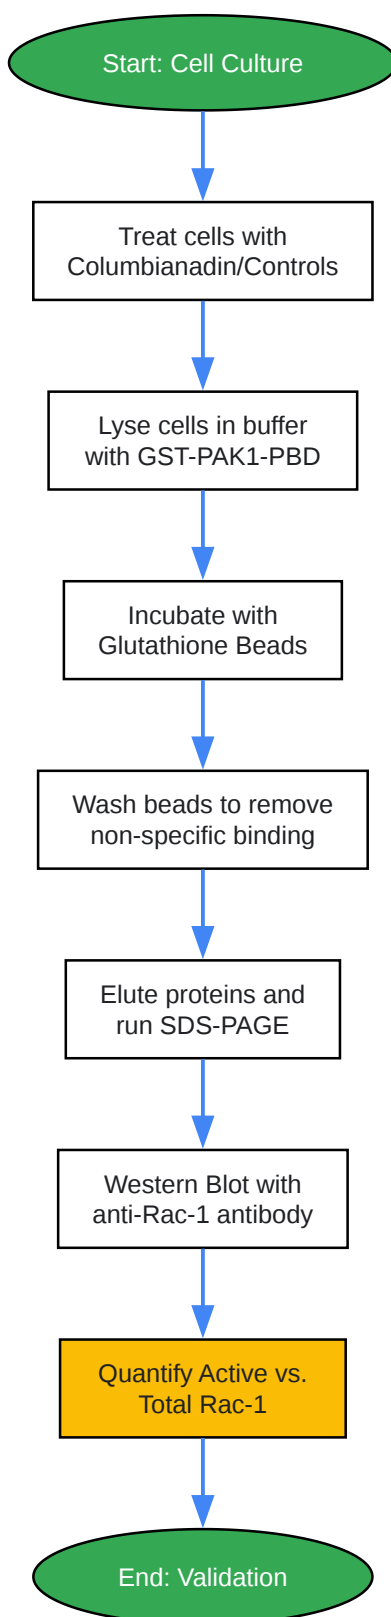 Start: Cell Culture
Treat cells with
Columbianadin/Controls
Lyse cells in buffer
with GST-PAK1-PBD
Incubate with
Glutathione Beads
Wash beads to remove
non-specific binding
Elute proteins and
run SDS-PAGE
Western Blot with
anti-Rac-1 antibody
Quantify Active vs.
Total Rac-1
End: Validation